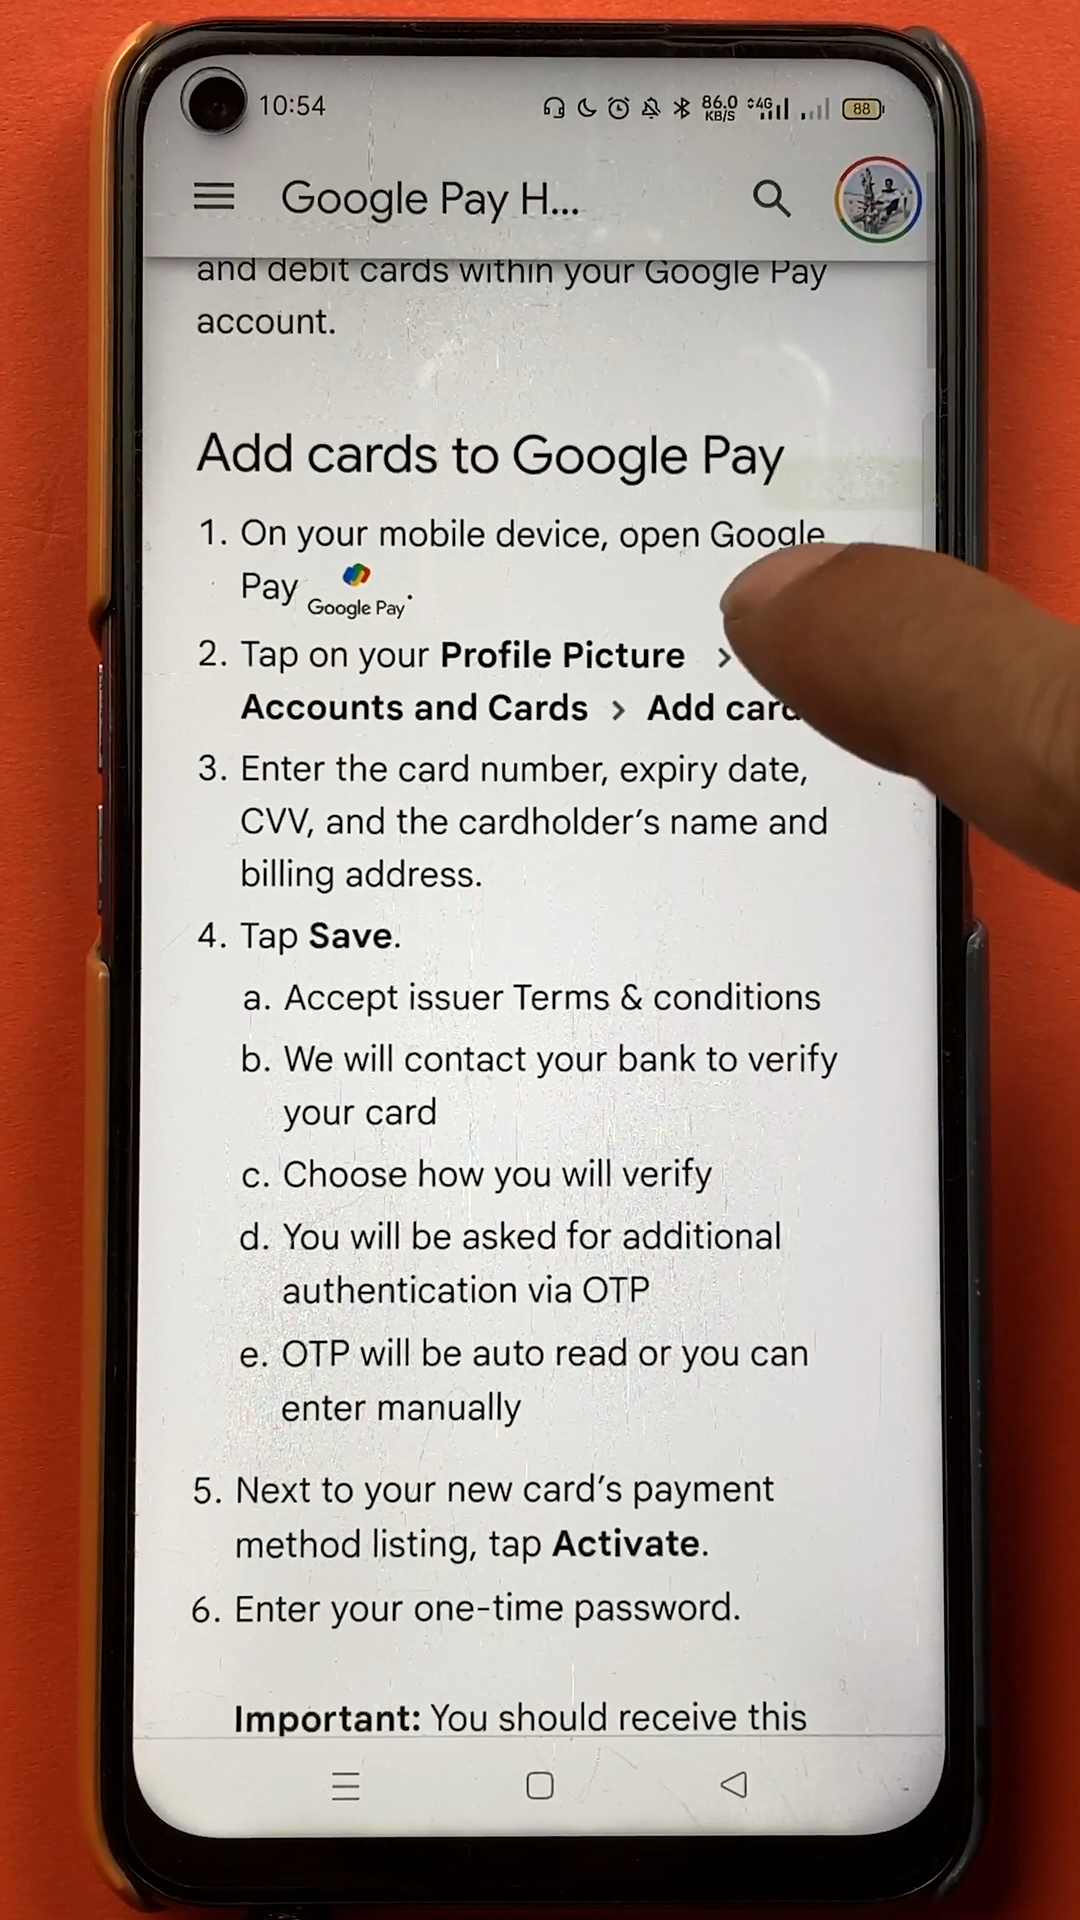 10:54
86.0
KB/S
4G
88
Google Pay H...
and debit cards within your Google Pay
account.
Add cards to Google Pay
1. On your mobile device, open Google
Pay Google Pay.
2. Tap on your Profile Picture >
Accounts and Cards > Add card
3. Enter the card number, expiry date,
CVV, and the cardholder's name and
billing address.
4. Tap Save.
a. Accept issuer Terms & conditions
b. We will contact your bank to verify
your card
c. Choose how you will verify
d. You will be asked for additional
authentication via OTP
e. OTP will be auto read or you can
enter manually
5. Next to your new card's payment
method listing, tap Activate.
6. Enter your one-time password.
Important: You should receive this